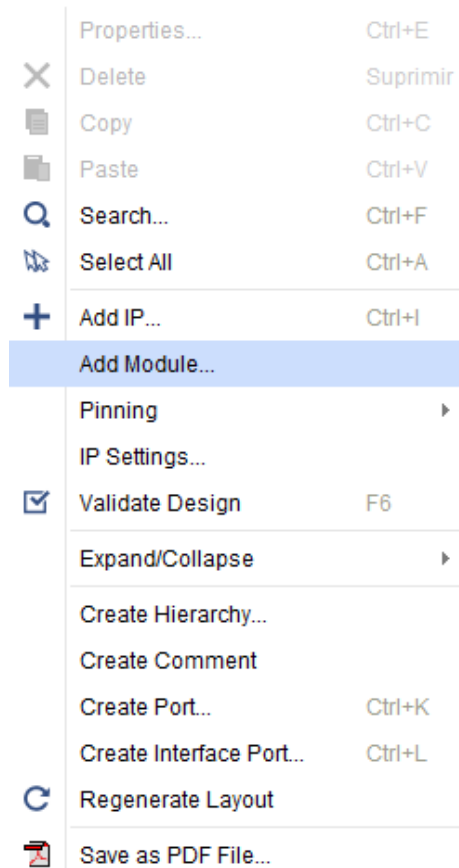 Properties... Ctrl+E
Delete Suprimir
Copy Ctrl+C
Paste Ctrl+V
Search... Ctrl+F
Select All Ctrl+A
Add IP... Ctrl+I
Add Module...
Pinning
IP Settings...
Validate Design F6
Expand/Collapse
Create Hierarchy...
Create Comment
Create Port... Ctrl+K
Create Interface Port... Ctrl+L
Regenerate Layout
Save as PDF File...